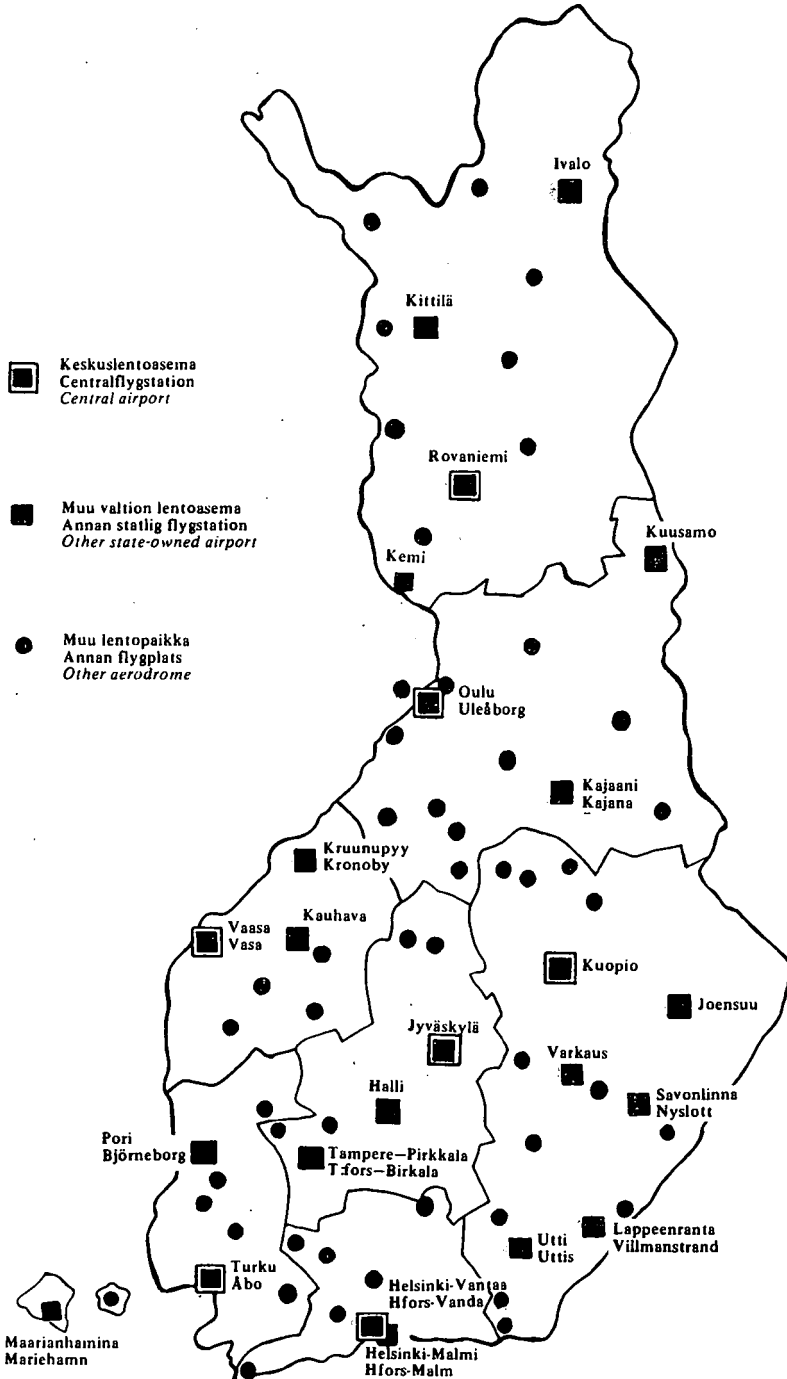 Ivalo
Kittilä
Keskuslentoasema
Centralflygstation
Central airport
Rovaniemi
Muu valtion lentoasema
Annan statlig flygstation
Other state-owned airport
Kuusamo
Kemi
Muu lentopaikka
Annan flygplats
Other aerodrome
Oulu
Uleåborg
Kajaani
Kajana
Kruunupyy
Kronoby
Vaasa
Vasa
Kauhava
Kuopio
Joensuu
Jyväskylä
Varkaus
Halli
Savonlinna
Nyslott
Pori
Björneborg
Tampere–Pirkkala
T:fors–Birkala
Utti
Uttis
Lappeenranta
Villmanstrand
Turku
Åbo
Helsinki-Vantaa
Hfors-Vanda
Maarianhamina
Mariehamn
Helsinki-Malmi
Hfors-Malm